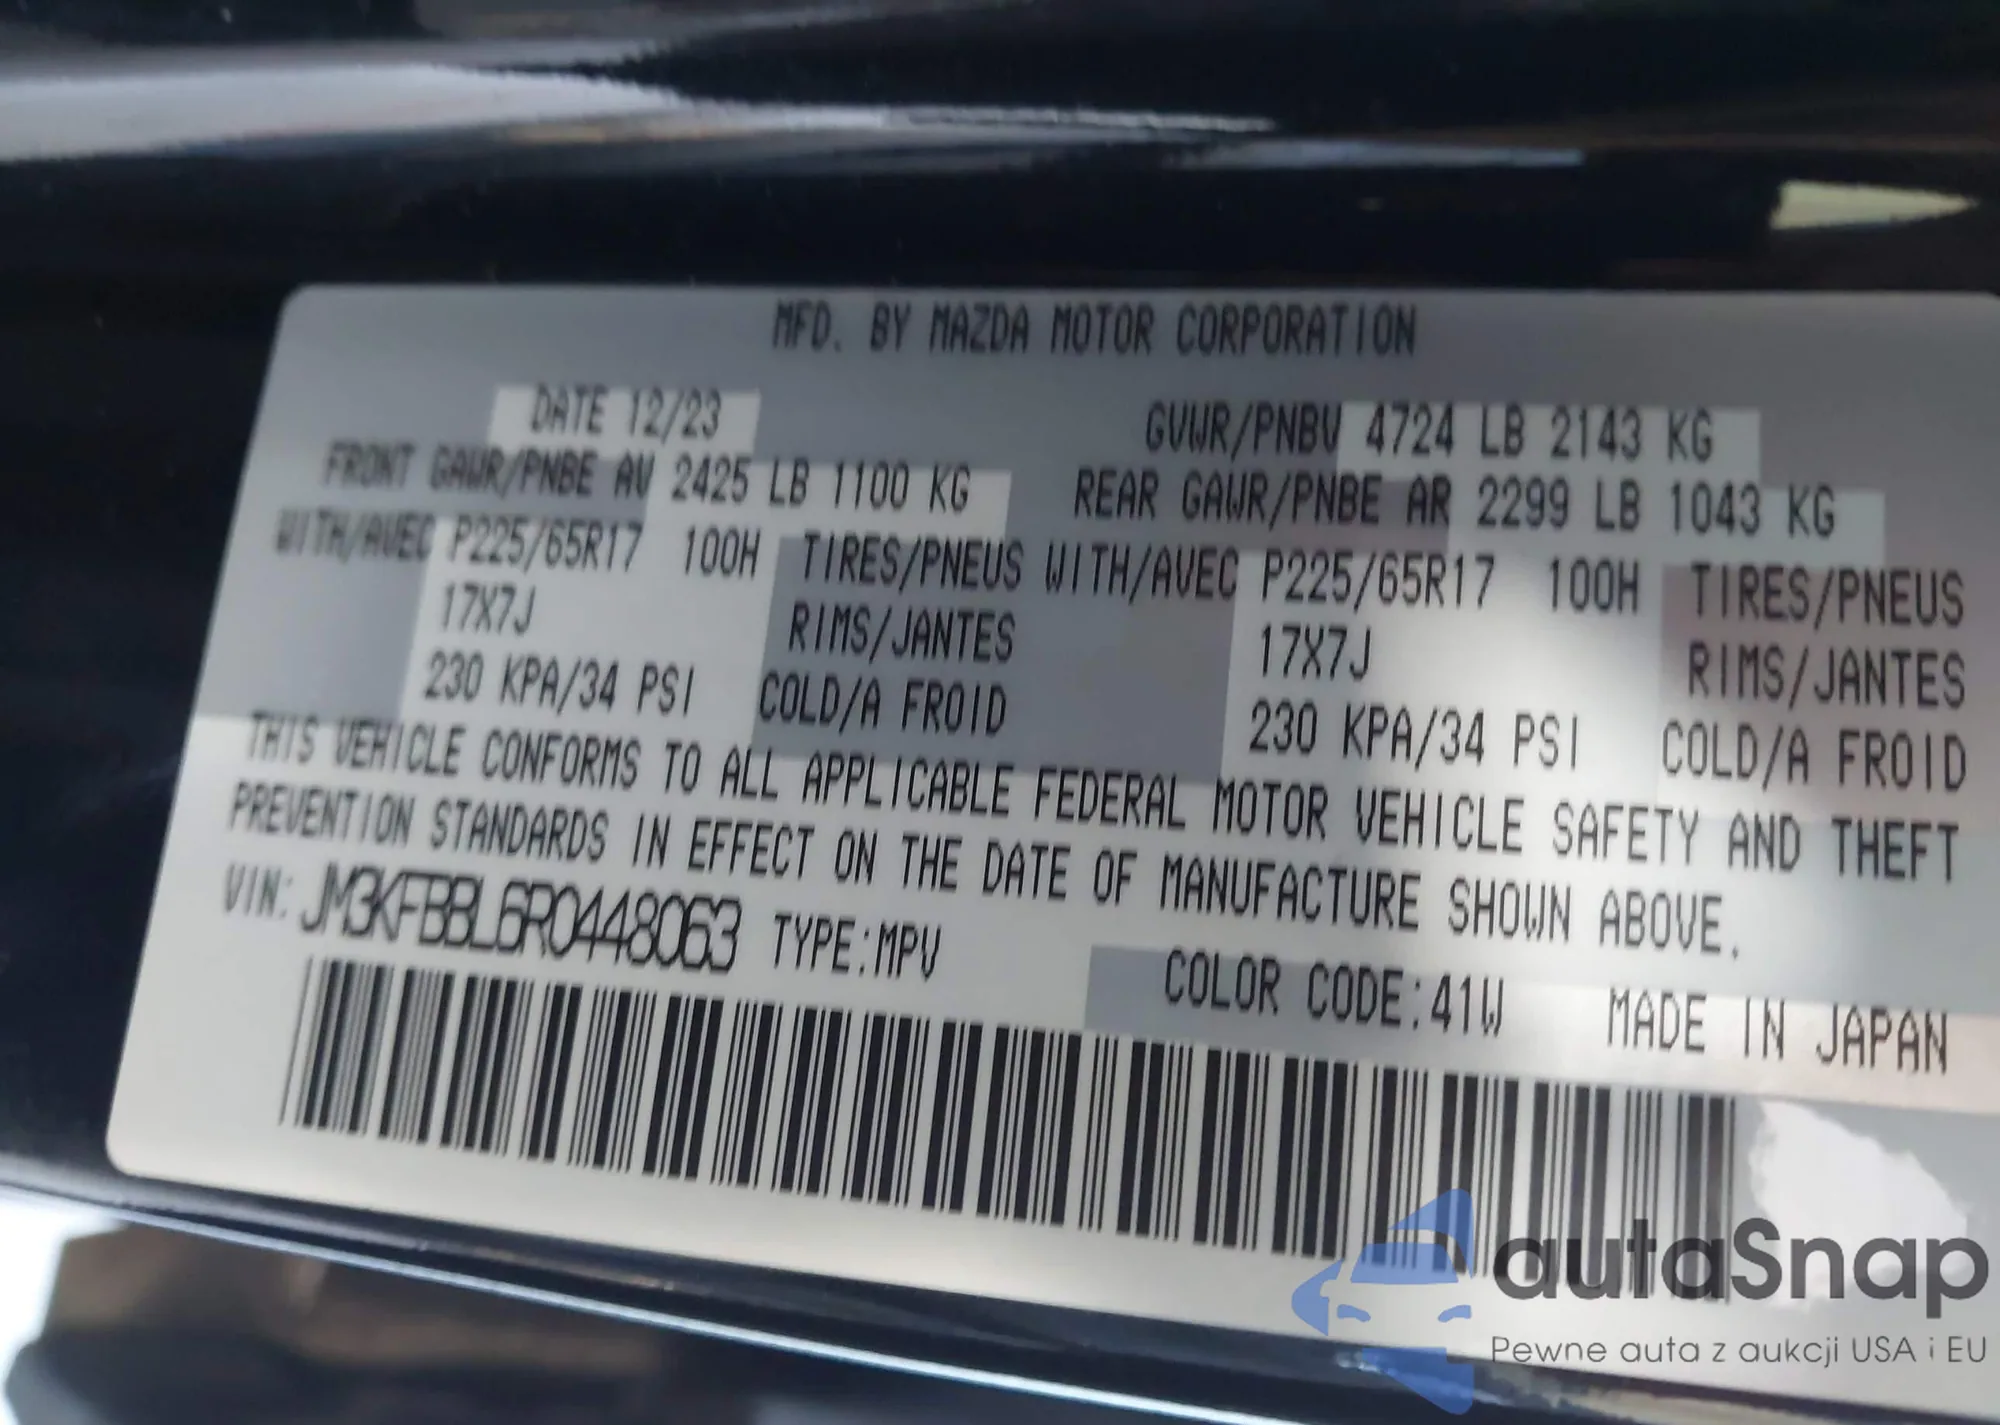 MFD. BY MAZDA MOTOR CORPORATION
DATE 12/23 GVWR/PNBV 4724 LB 2143 KG
FRONT GAWR/PNBE AV 2425 LB 1100 KG REAR GAWR/PNBE AR 2299 LB 1043 KG
WITH/AVEC P225/65R17 100H TIRES/PNEUS WITH/AVEC P225/65R17 100H TIRES/PNEUS
17X7J RIMS/JANTES 17X7J RIMS/JANTES
230 KPA/34 PSI COLD/A FROID 230 KPA/34 PSI COLD/A FROID
THIS VEHICLE CONFORMS TO ALL APPLICABLE FEDERAL MOTOR VEHICLE SAFETY AND THEFT
PREVENTION STANDARDS IN EFFECT ON THE DATE OF MANUFACTURE SHOWN ABOVE.
VIN: JM3KFBBL6R0448063 TYPE:MPV
COLOR CODE:41W MADE IN JAPAN
autaSnap
Pewne auta z aukcji USA i EU